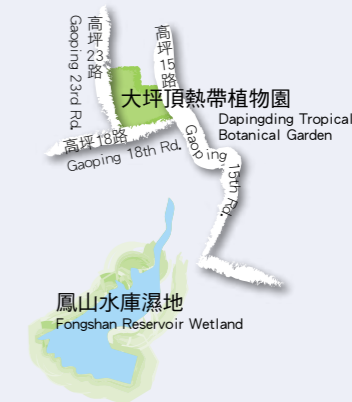 高坪23路
Gaoping 23rd Rd.
高坪15路
大坪頂熱帶植物園
Dapingding Tropical
Botanical Garden
高坪18路
Gaoping 18th Rd.
Gaoping 15th Rd.
鳳山水庫濕地
Fongshan Reservoir Wetland